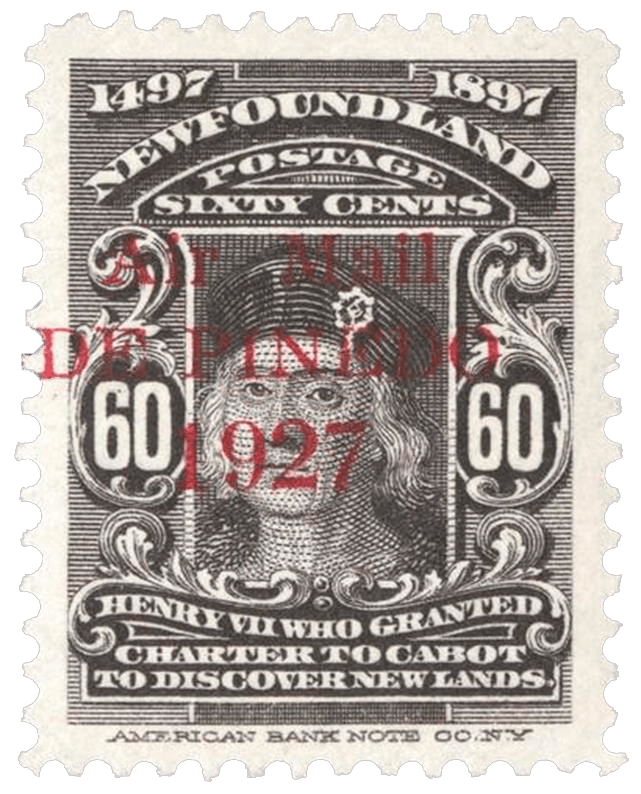 1497 1897
NEWFOUNDLAND
POSTAGE
SIXTY CENTS
Air Mail
DE PINEDO
60 60
1927
HENRY VII WHO GRANTED
CHARTER TO CABOT
TO DISCOVER NEW LANDS.
AMERICAN BANK NOTE CO. N.Y.